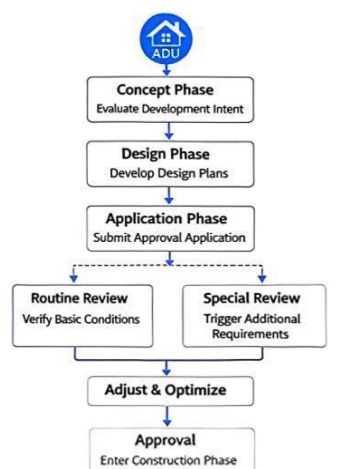 ADU
Concept Phase
Evaluate Development Intent
Design Phase
Develop Design Plans
Application Phase
Submit Approval Application
Routine Review
Verify Basic Conditions
Special Review
Trigger Additional
Requirements
Adjust & Optimize
Approval
Enter Construction Phase